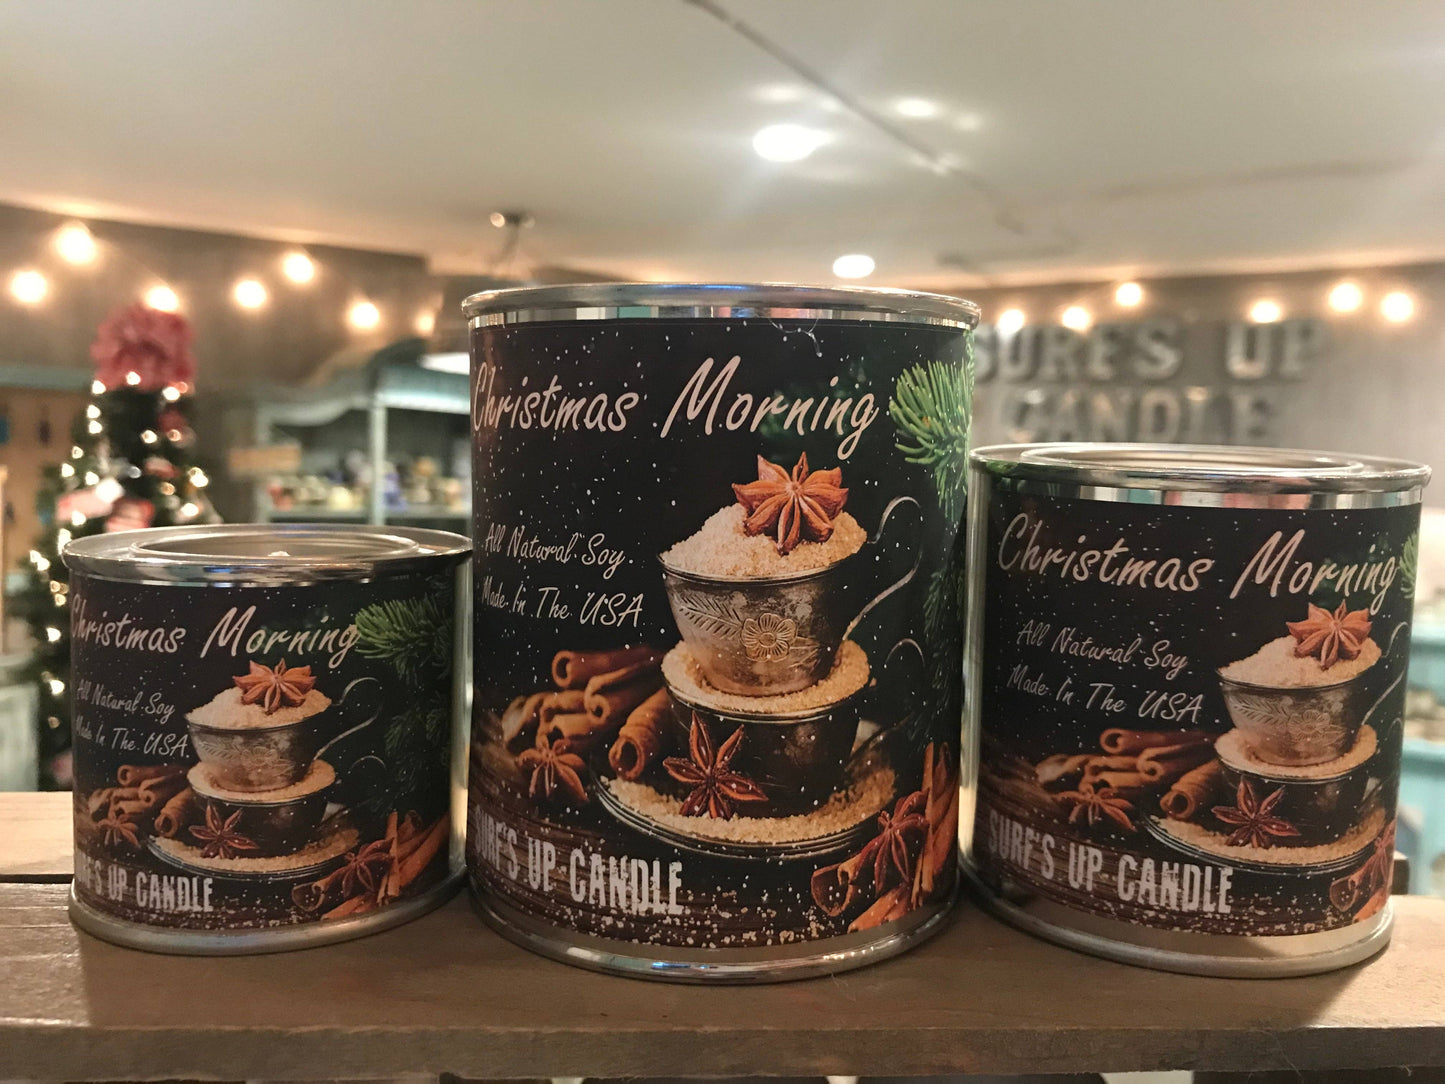 SURF'S UP
CANDLE
Christmas Morning
All Natural Soy
Made In The USA
SURF'S UP CANDLE
Christmas Morning
All Natural Soy
Made In The USA
SURF'S UP CANDLE
Christmas Morning
All Natural Soy
Made In The USA
SURF'S UP CANDLE